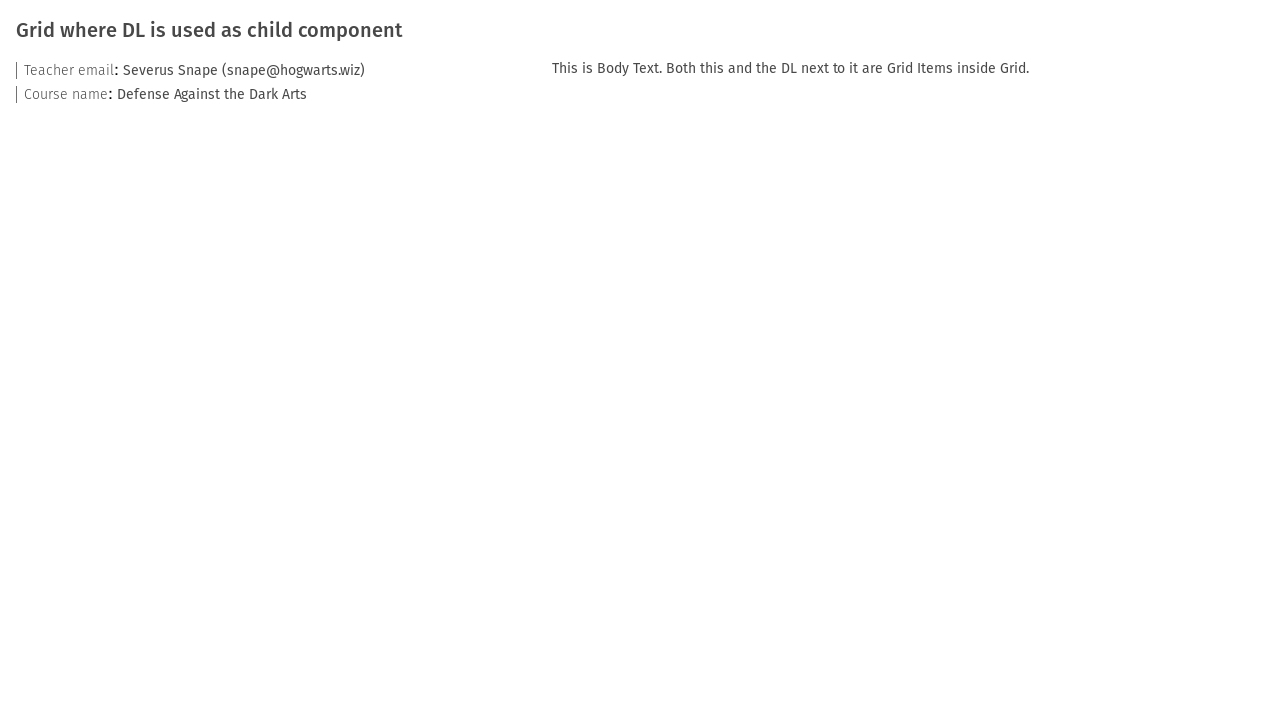 Grid where DL is used as child component
Teacher email: Severus Snape (snape@hogwarts.wiz)
Course name: Defense Against the Dark Arts
This is Body Text. Both this and the DL next to it are Grid Items inside Grid.